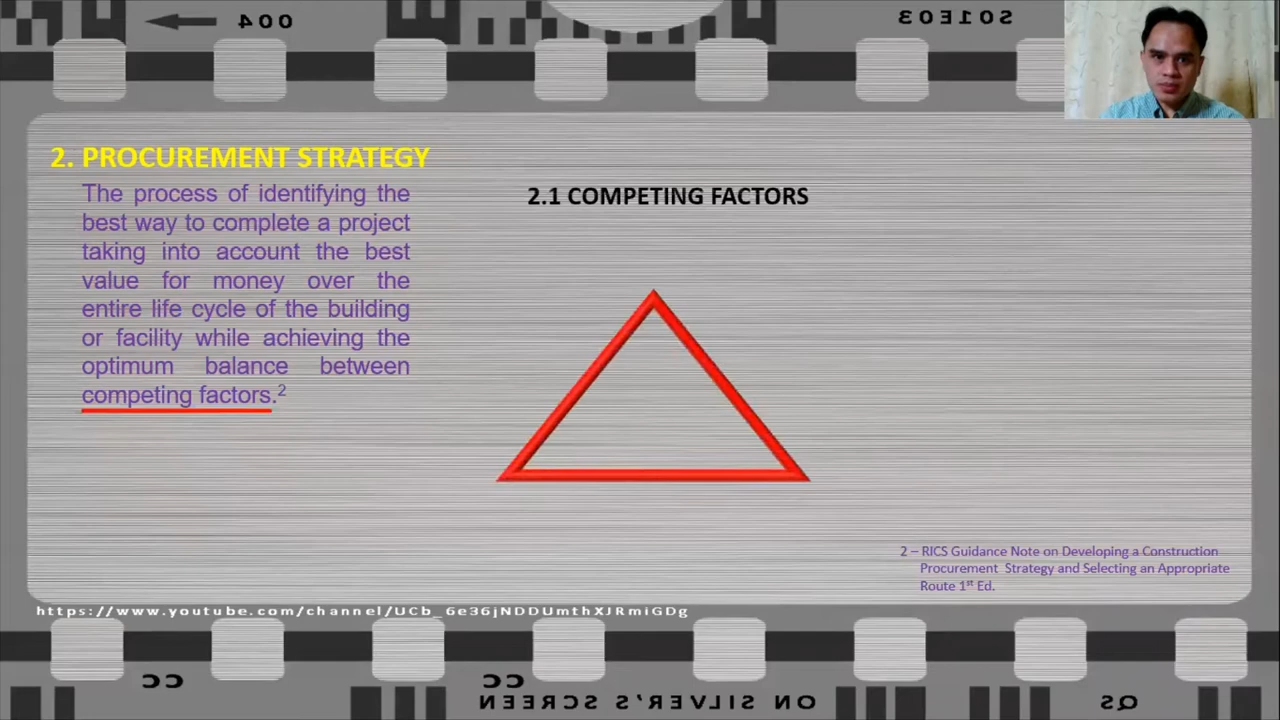 004
S01E03
2. PROCUREMENT STRATEGY
The process of identifying the
best way to complete a project
taking into account the best
value for money over the
entire life cycle of the building
or facility while achieving the
optimum balance between
competing factors.2
2.1 COMPETING FACTORS
2 – RICS Guidance Note on Developing a Construction
Procurement Strategy and Selecting an Appropriate
Route 1st Ed.
https://www.youtube.com/channel/UCb_6e36jNDDUmthXJRmiGDg
CC
CC
ON SILVER'S SCREEN
QS